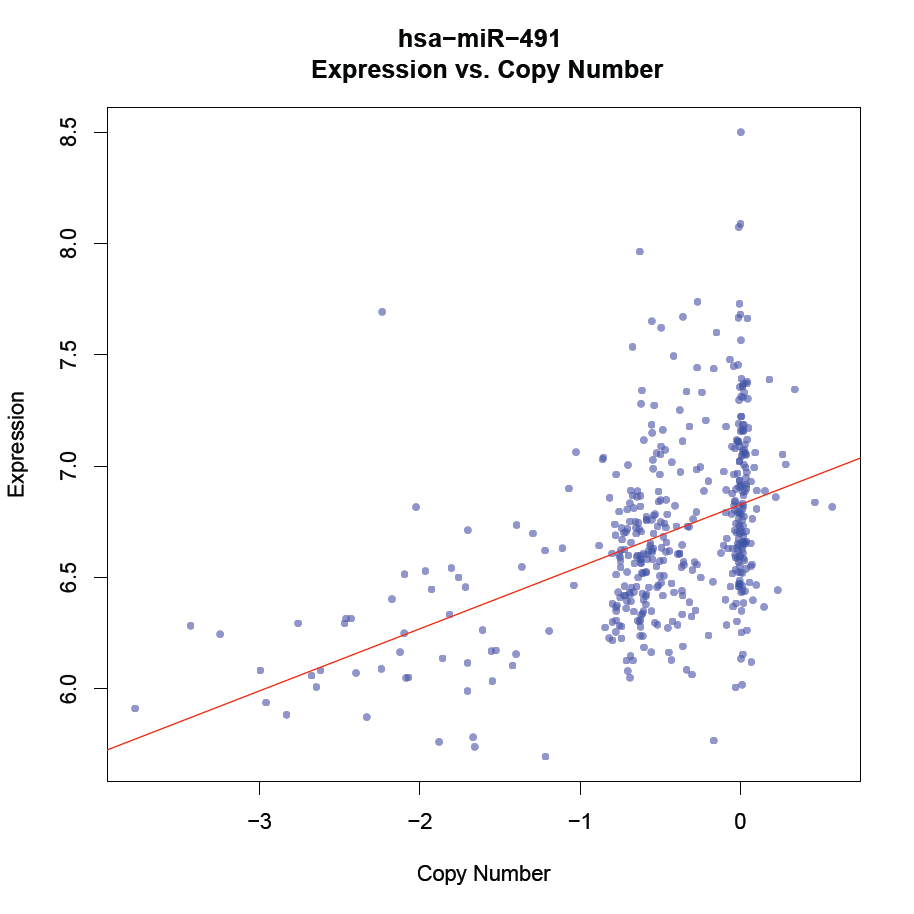 hsa−miR−491
Expression vs. Copy Number
8.5
8.0
7.5
7.0
6.5
6.0
Expression
−3 −2 −1 0
Copy Number